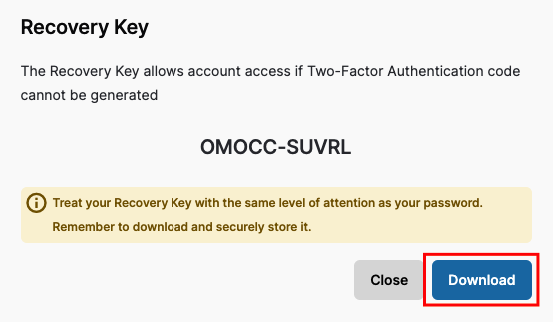 Recovery Key
The Recovery Key allows account access if Two-Factor Authentication code
cannot be generated
OMOCC-SUVRL
Treat your Recovery Key with the same level of attention as your password.
Remember to download and securely store it.
Close Download